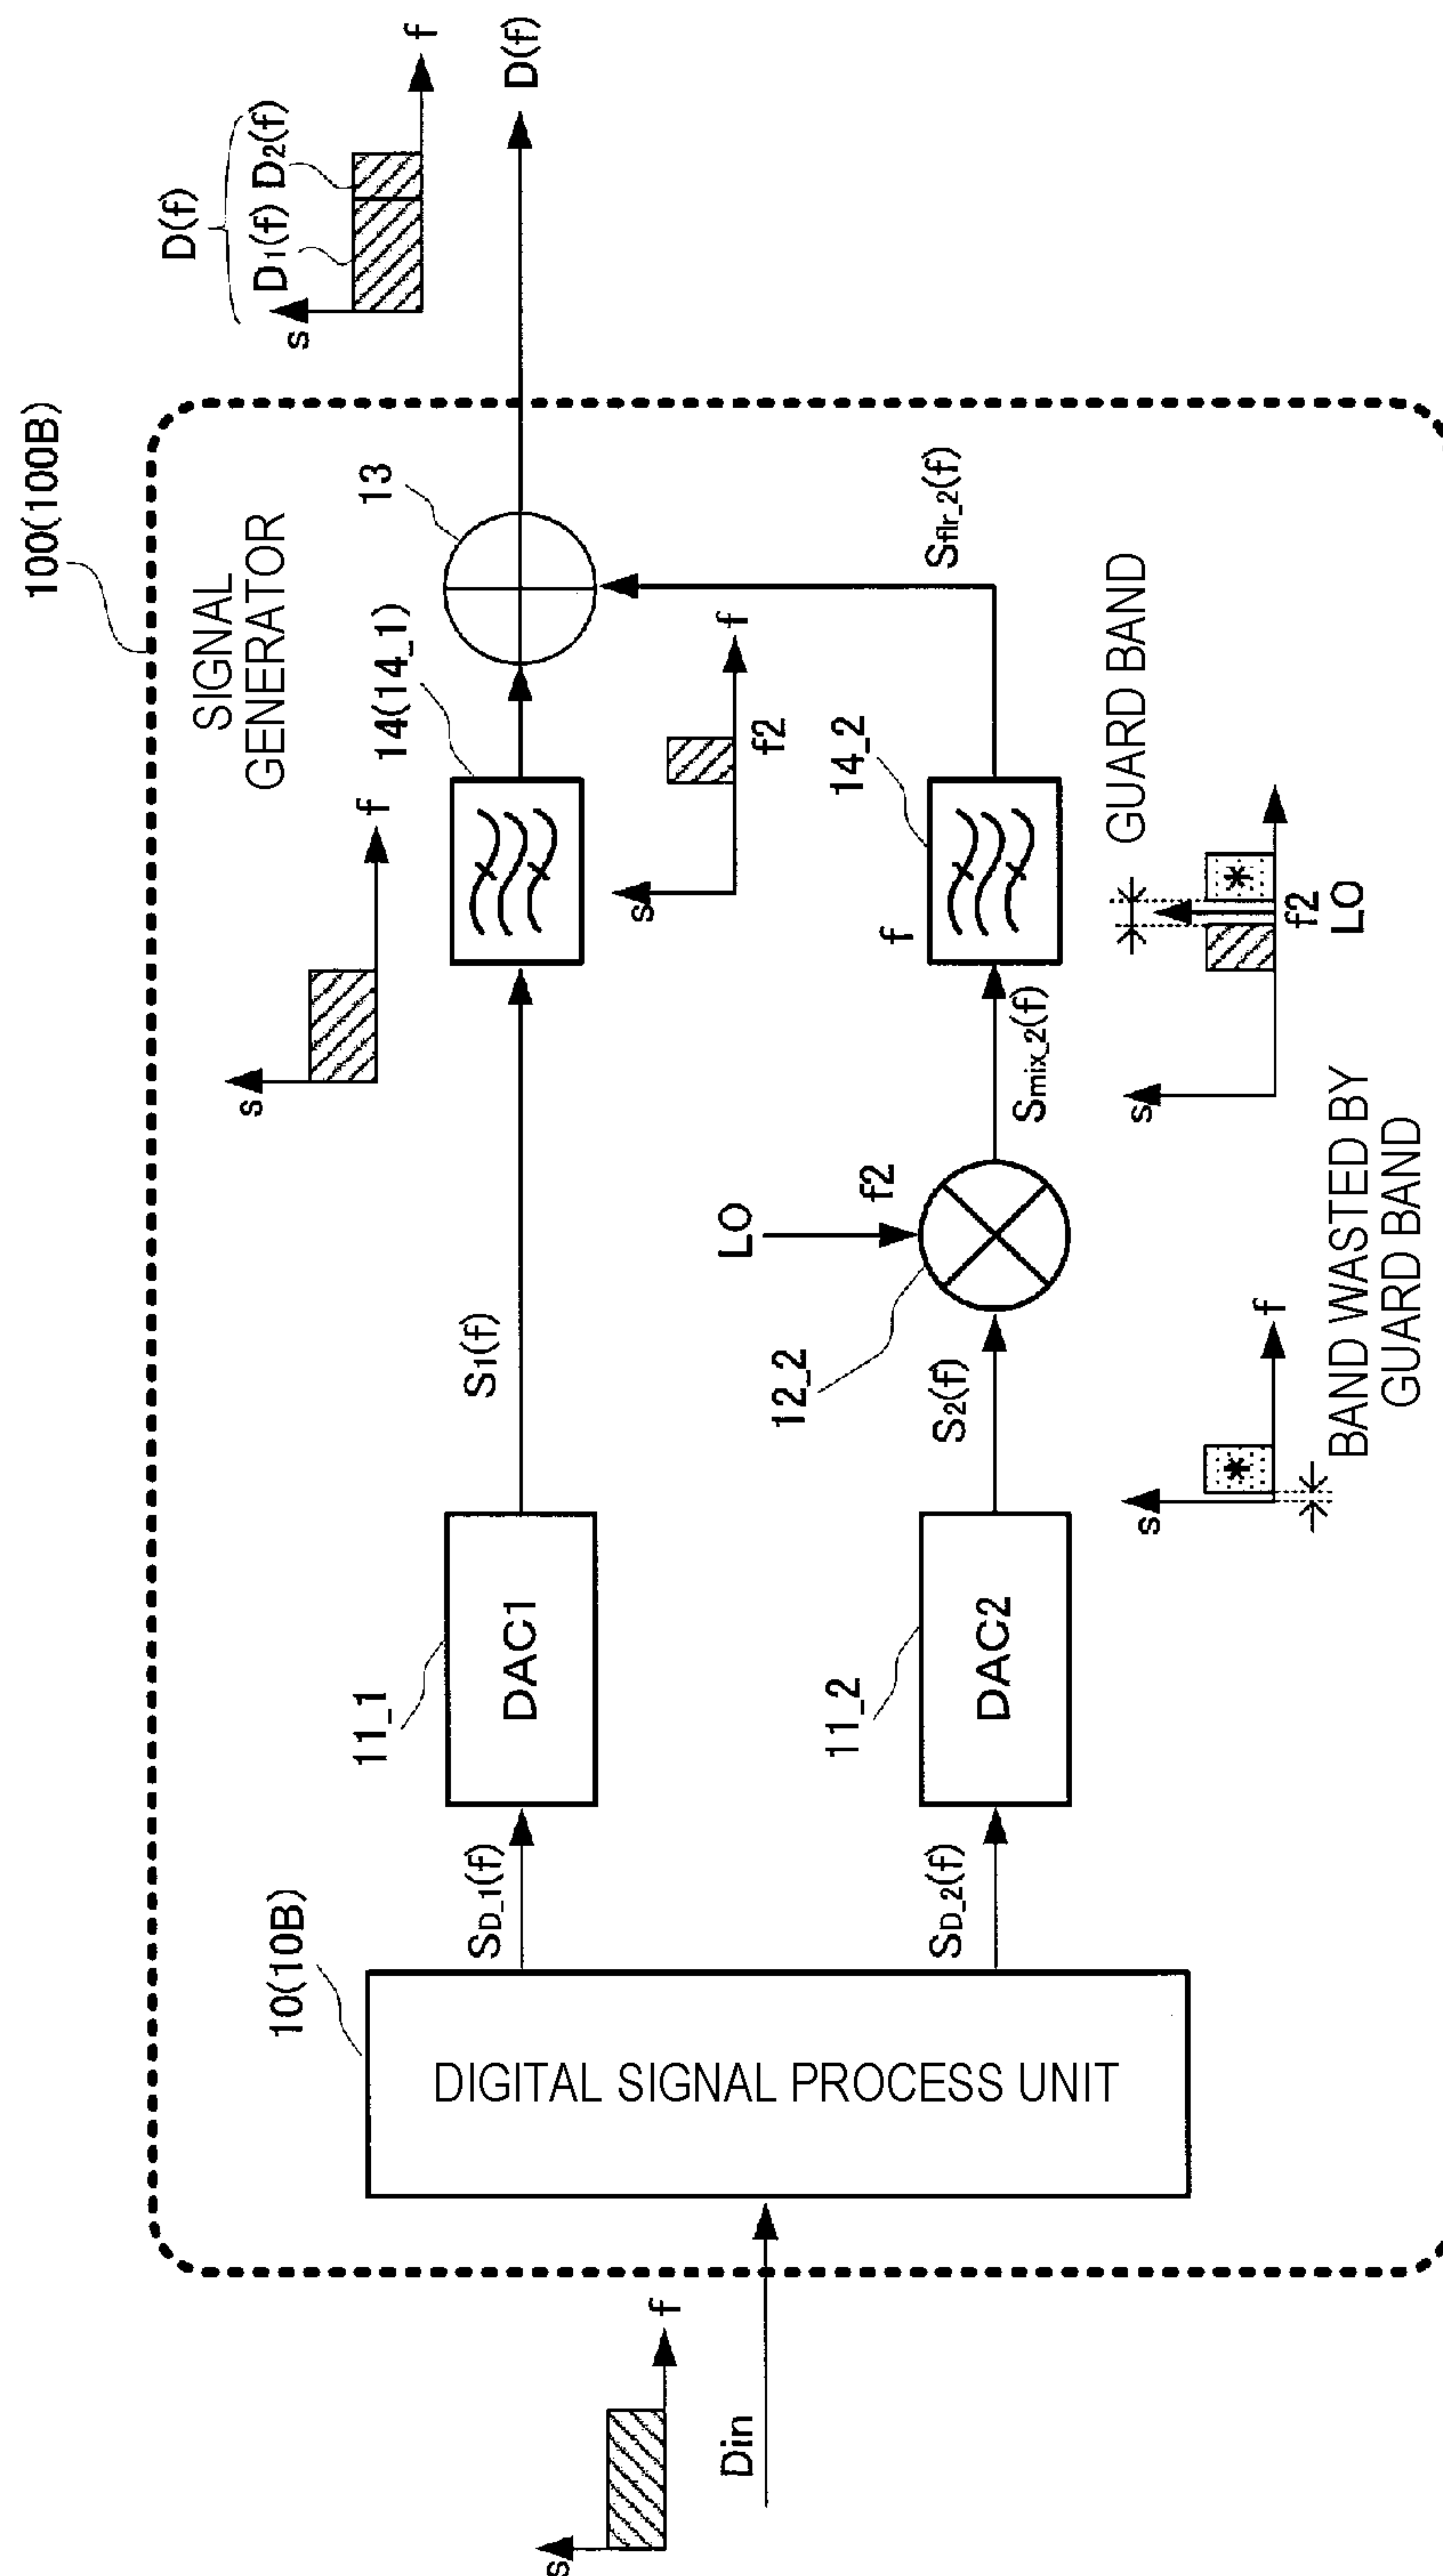 100(100B)
SIGNAL
GENERATOR
s
f
Din
10(10B)
DIGITAL SIGNAL PROCESS UNIT
SD_1(f)
SD_2(f)
11_1
DAC1
11_2
DAC2
S1(f)
S2(f)
s
*
f
BAND WASTED BY
GUARD BAND
12_2
LO
f2
Smix_2(f)
s
f
14(14_1)
s
f2
f
14_2
f
s
*
f2
LO
GUARD BAND
Sflr_2(f)
13
D(f)
D1(f)
D2(f)
s
f
D(f)